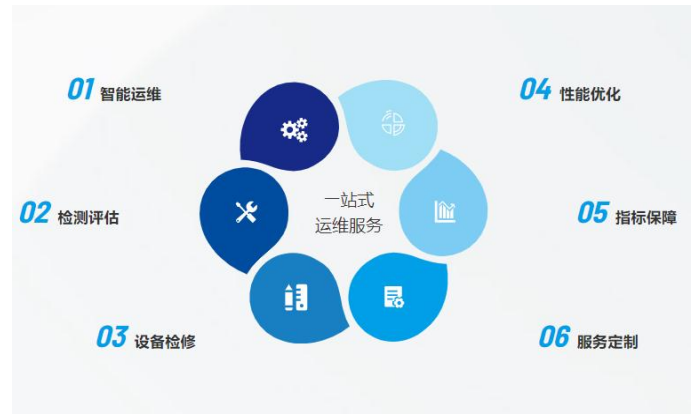 01 智能运维
02 检测评估
03 设备检修
一站式
运维服务
04 性能优化
05 指标保障
06 服务定制